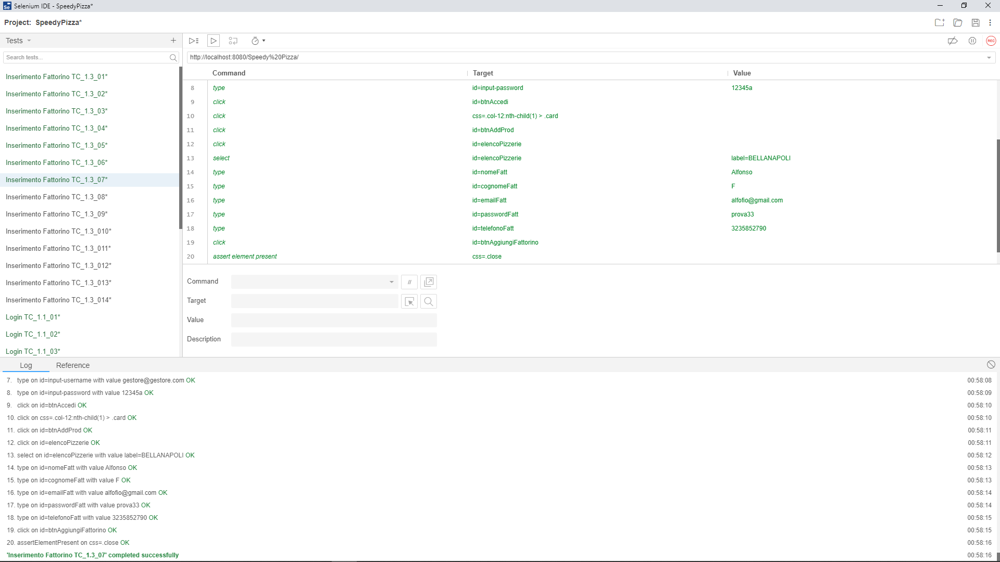 Selenium IDE - SpeedyPizza*
Project: SpeedyPizza*
Tests
Search tests...
Inserimento Fattorino TC_1.3_01*
Inserimento Fattorino TC_1.3_02*
Inserimento Fattorino TC_1.3_03*
Inserimento Fattorino TC_1.3_04*
Inserimento Fattorino TC_1.3_05*
Inserimento Fattorino TC_1.3_06*
Inserimento Fattorino TC_1.3_07*
Inserimento Fattorino TC_1.3_08*
Inserimento Fattorino TC_1.3_09*
Inserimento Fattorino TC_1.3_010*
Inserimento Fattorino TC_1.3_011*
Inserimento Fattorino TC_1.3_012*
Inserimento Fattorino TC_1.3_013*
Inserimento Fattorino TC_1.3_014*
Login TC_1.1_01*
Login TC_1.1_02*
Login TC_1.1_03*
REC
http://localhost:8080/Speedy%20Pizza/
Command Target Value
8 type id=input-password 12345a
9 click id=btnAccedi
10 click css=.col-12:nth-child(1) > .card
11 click id=btnAddProd
12 click id=elencoPizzerie
13 select id=elencoPizzerie label=BELLANAPOLI
14 type id=nomeFatt Alfonso
15 type id=cognomeFatt F
16 type id=emailFatt alfofio@gmail.com
17 type id=passwordFatt prova33
18 type id=telefonoFatt 3235852790
19 click id=btnAggiungiFattorino
20 assert element present css=.close
Command //
Target
Value
Description
Log Reference
7. type on id=input-username with value gestore@gestore.com OK 00:58:08
8. type on id=input-password with value 12345a OK 00:58:09
9. click on id=btnAccedi OK 00:58:10
10. click on css=.col-12:nth-child(1) > .card OK 00:58:10
11. click on id=btnAddProd OK 00:58:11
12. click on id=elencoPizzerie OK 00:58:11
13. select on id=elencoPizzerie with value label=BELLANAPOLI OK 00:58:12
14. type on id=nomeFatt with value Alfonso OK 00:58:13
15. type on id=cognomeFatt with value F OK 00:58:13
16. type on id=emailFatt with value alfofio@gmail.com OK 00:58:14
17. type on id=passwordFatt with value prova33 OK 00:58:14
18. type on id=telefonoFatt with value 3235852790 OK 00:58:15
19. click on id=btnAggiungiFattorino OK 00:58:15
20. assertElementPresent on css=.close OK 00:58:16
'Inserimento Fattorino TC_1.3_07' completed successfully 00:58:16